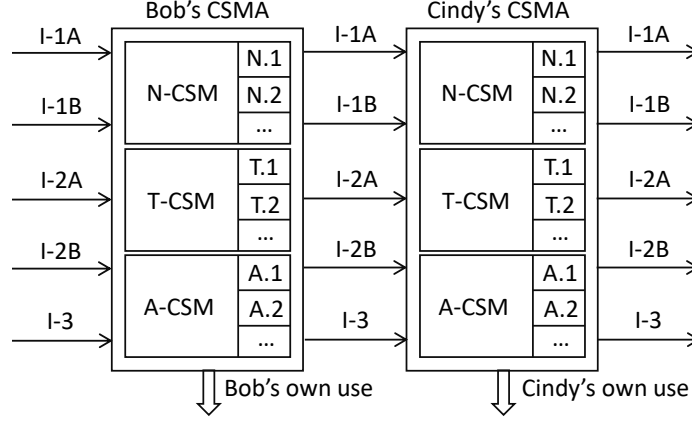 Bob's CSMA
Cindy's CSMA
I-1A
I-1B
I-2A
I-2B
I-3
N-CSM
N.1
N.2
...
T-CSM
T.1
T.2
...
A-CSM
A.1
A.2
...
I-1A
I-1B
I-2A
I-2B
I-3
N-CSM
N.1
N.2
...
T-CSM
T.1
T.2
...
A-CSM
A.1
A.2
...
I-1A
I-1B
I-2A
I-2B
I-3
Bob's own use
Cindy's own use